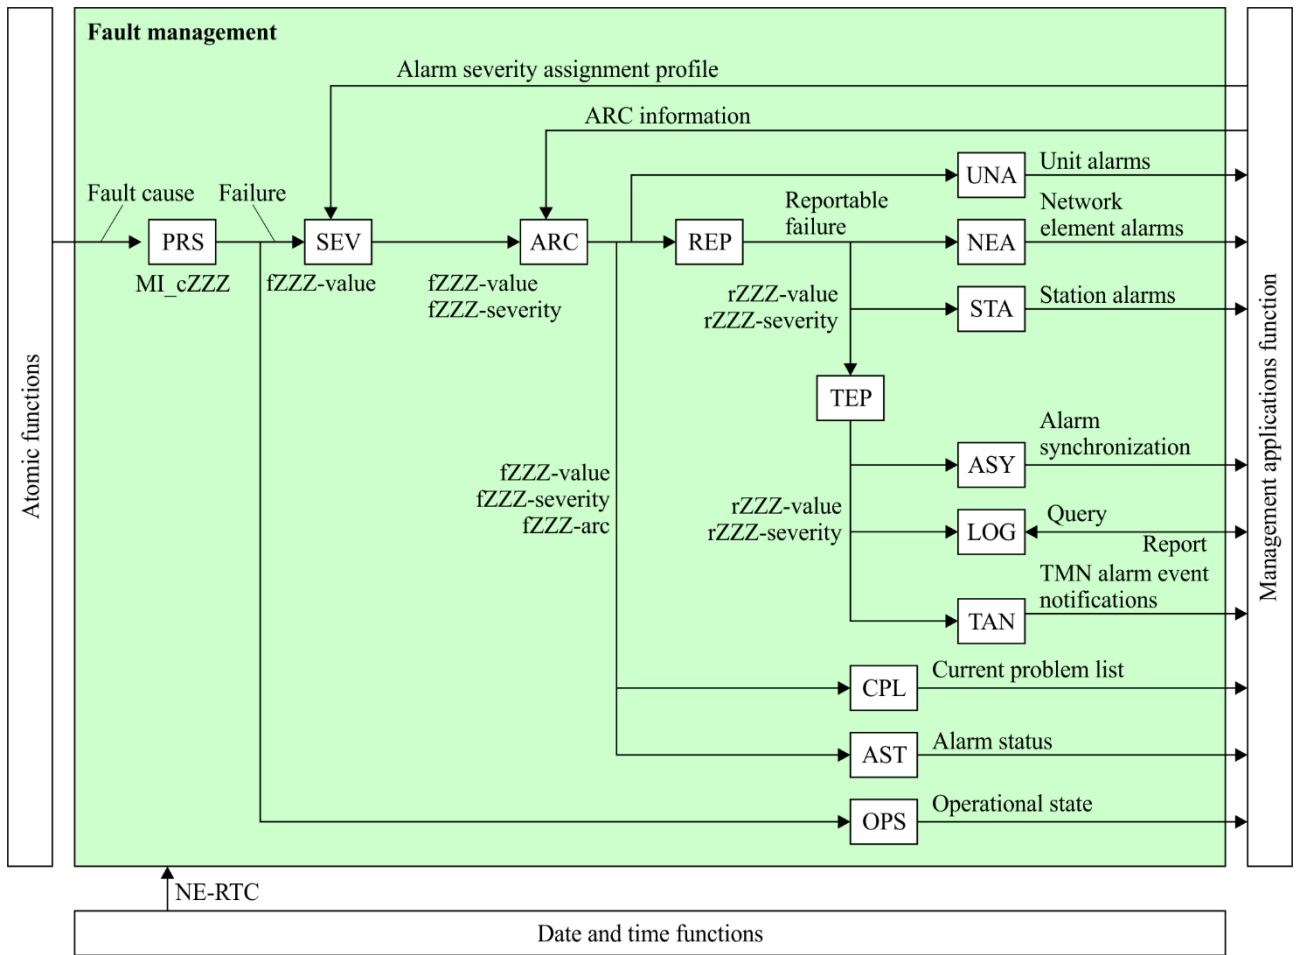 Fault management
Alarm severity assignment profile
ARC information
UNA
Unit alarms
Fault cause
Failure
Reportable
failure
Network
element alarms
PRS
SEV
ARC
REP
NEA
MI_cZZZ
fZZZ-value
fZZZ-value
fZZZ-severity
rZZZ-value
rZZZ-severity
STA
Station alarms
TEP
Alarm
synchronization
ASY
fZZZ-value
fZZZ-severity
fZZZ-arc
rZZZ-value
rZZZ-severity
LOG
Query
Report
TMN alarm event
notifications
TAN
CPL
Current problem list
AST
Alarm status
OPS
Operational state
Atomic functions
Management applications function
NE-RTC
Date and time functions